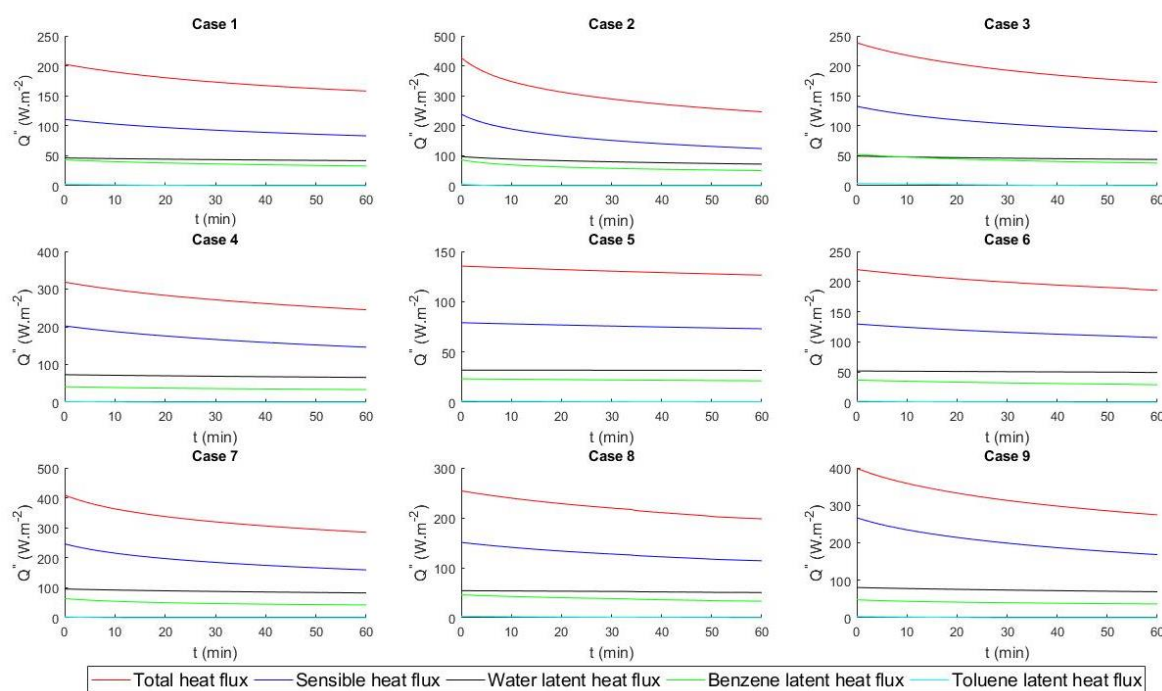 Case 1
250
200
150
100
50
0
Q" (W.m-2)
0 10 20 30 40 50 60
t (min)
Case 2
500
400
300
200
100
0
Q" (W.m-2)
0 10 20 30 40 50 60
t (min)
Case 3
250
200
150
100
50
0
Q" (W.m-2)
0 10 20 30 40 50 60
t (min)
Case 4
400
300
200
100
0
Q" (W.m-2)
0 10 20 30 40 50 60
t (min)
Case 5
150
100
50
0
Q" (W.m-2)
0 10 20 30 40 50 60
t (min)
Case 6
250
200
150
100
50
0
Q" (W.m-2)
0 10 20 30 40 50 60
t (min)
Case 7
500
400
300
200
100
0
Q" (W.m-2)
0 10 20 30 40 50 60
t (min)
Case 8
300
200
100
0
Q" (W.m-2)
0 10 20 30 40 50 60
t (min)
Case 9
400
300
200
100
0
Q" (W.m-2)
0 10 20 30 40 50 60
t (min)
Total heat flux Sensible heat flux Water latent heat flux Benzene latent heat flux Toluene latent heat flux